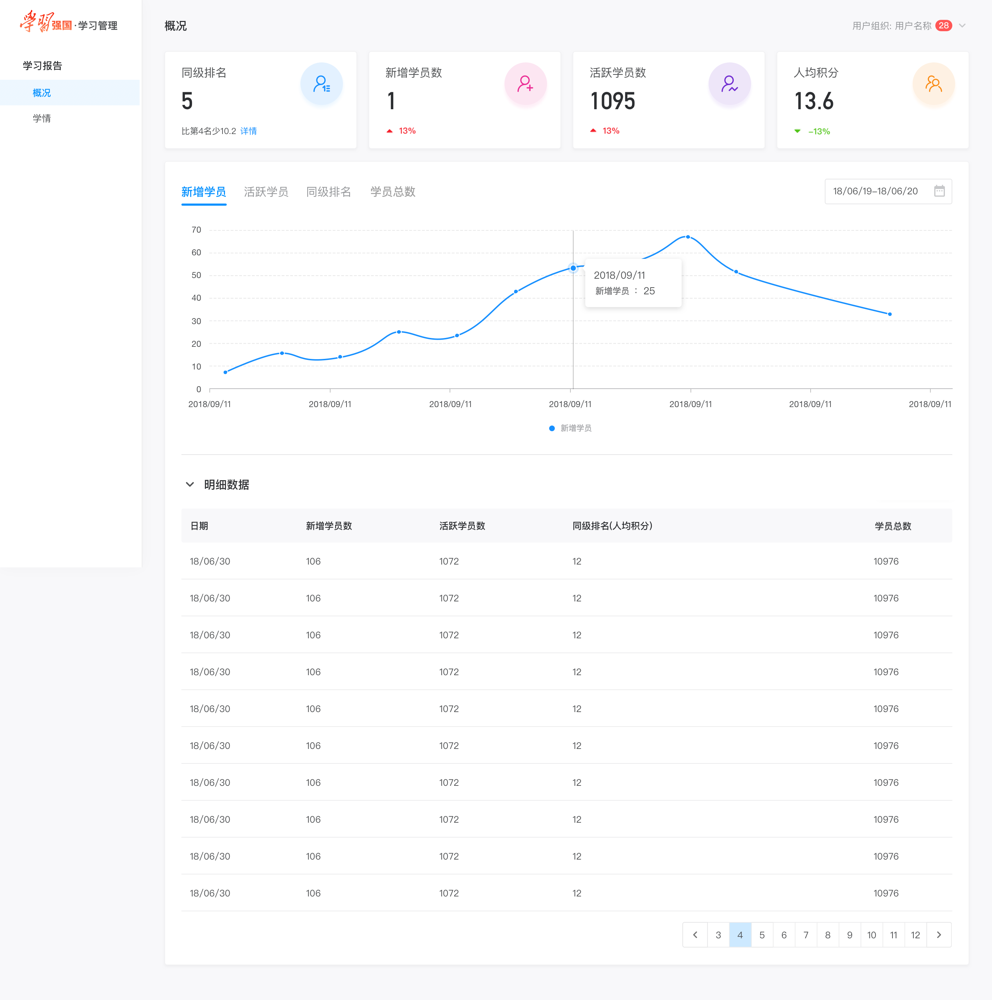 學習强国·学习管理
学习报告
概况
学情
概况
用户组织: 用户名称 28
同级排名
5
比第4名少10.2 详情
新增学员数
1
13%
活跃学员数
1095
13%
人均积分
13.6
-13%
新增学员 活跃学员 同级排名 学员总数
18/06/19-18/06/20
70
60
50
40
30
20
10
0
2018/09/11
新增学员 : 25
2018/09/11 2018/09/11 2018/09/11 2018/09/11 2018/09/11 2018/09/11 2018/09/11
新增学员
明细数据
日期 新增学员数 活跃学员数 同级排名(人均积分) 学员总数
18/06/30 106 1072 12 10976
18/06/30 106 1072 12 10976
18/06/30 106 1072 12 10976
18/06/30 106 1072 12 10976
18/06/30 106 1072 12 10976
18/06/30 106 1072 12 10976
18/06/30 106 1072 12 10976
18/06/30 106 1072 12 10976
18/06/30 106 1072 12 10976
18/06/30 106 1072 12 10976
3 4 5 6 7 8 9 10 11 12